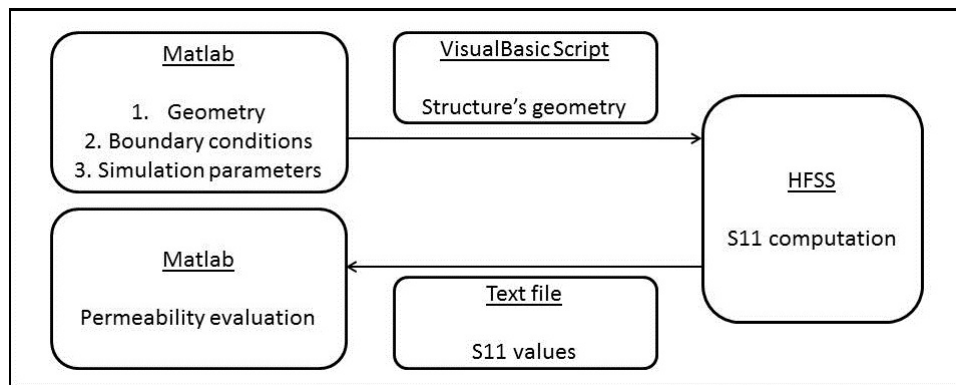 Matlab
1. Geometry
2. Boundary conditions
3. Simulation parameters
VisualBasic Script
Structure's geometry
HFSS
S11 computation
Matlab
Permeability evaluation
Text file
S11 values